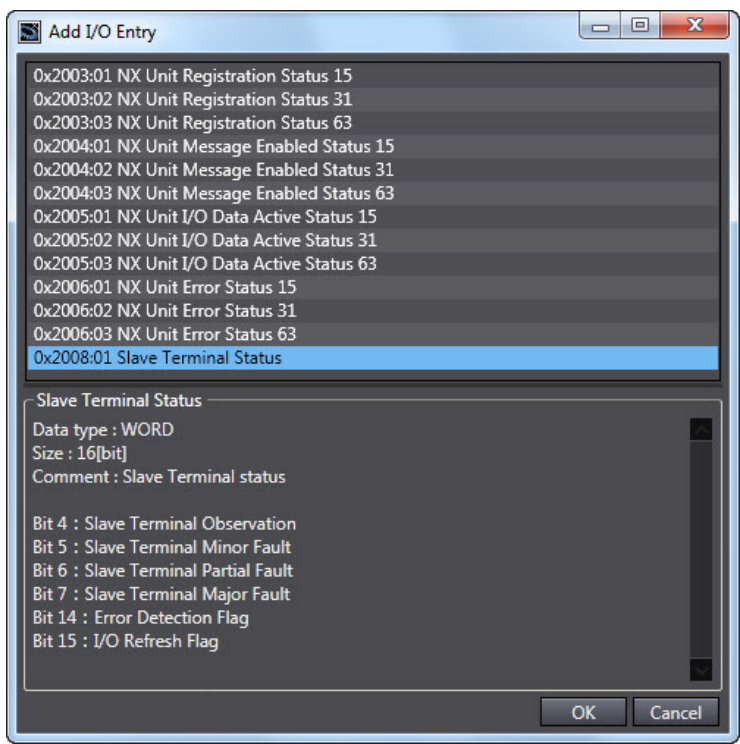 Add I/O Entry
0x2003:01 NX Unit Registration Status 15
0x2003:02 NX Unit Registration Status 31
0x2003:03 NX Unit Registration Status 63
0x2004:01 NX Unit Message Enabled Status 15
0x2004:02 NX Unit Message Enabled Status 31
0x2004:03 NX Unit Message Enabled Status 63
0x2005:01 NX Unit I/O Data Active Status 15
0x2005:02 NX Unit I/O Data Active Status 31
0x2005:03 NX Unit I/O Data Active Status 63
0x2006:01 NX Unit Error Status 15
0x2006:02 NX Unit Error Status 31
0x2006:03 NX Unit Error Status 63
0x2008:01 Slave Terminal Status
Slave Terminal Status
Data type : WORD
Size : 16[bit]
Comment : Slave Terminal status
Bit 4 : Slave Terminal Observation
Bit 5 : Slave Terminal Minor Fault
Bit 6 : Slave Terminal Partial Fault
Bit 7 : Slave Terminal Major Fault
Bit 14 : Error Detection Flag
Bit 15 : I/O Refresh Flag
OK Cancel